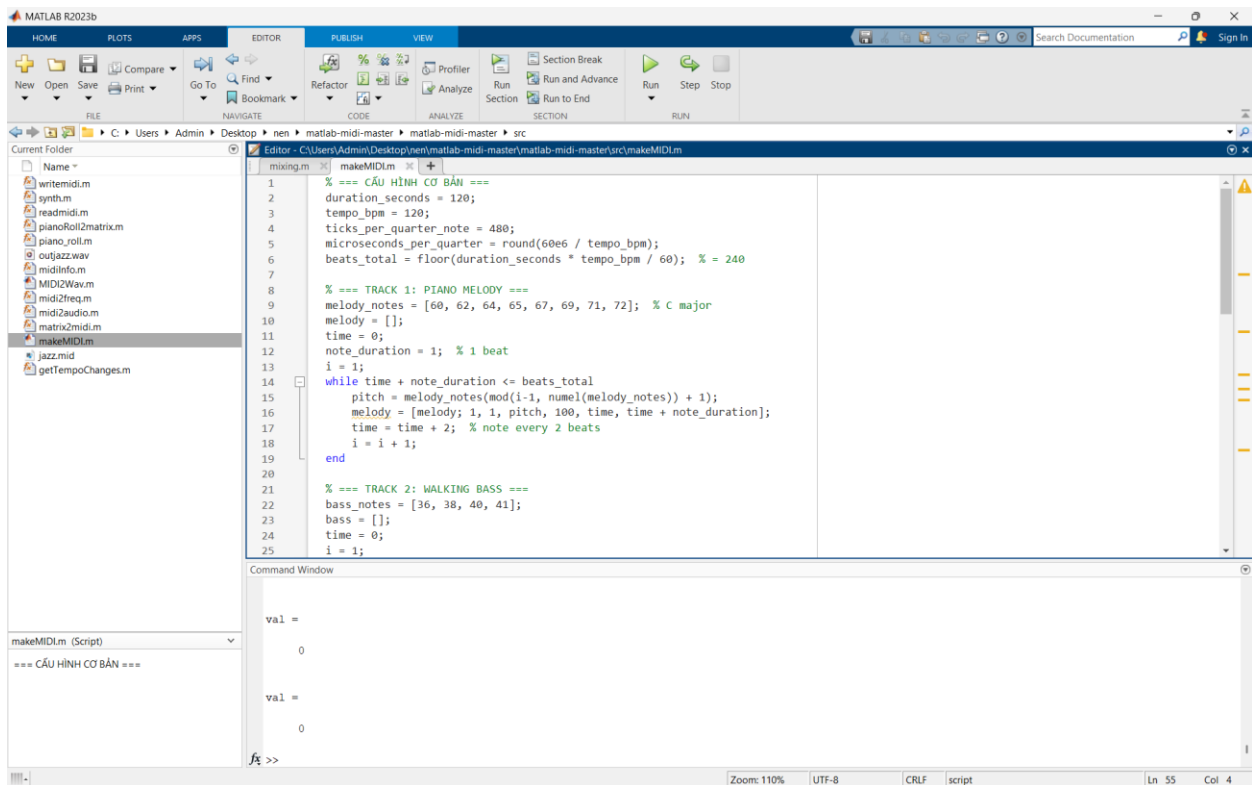 MATLAB R2023b
HOME PLOTS APPS EDITOR PUBLISH VIEW
Search Documentation
Sign In
New Open Save Compare Print
Go To Find Bookmark
Refactor
Profiler Analyze
Run Section
Section Break
Run and Advance
Run to End
Run Step Stop
FILE NAVIGATE CODE ANALYZE SECTION RUN
C: Users Admin Desktop nen matlab-midi-master matlab-midi-master src
Current Folder
Name
writemidi.m
synth.m
readmidi.m
pianoRoll2matrix.m
piano_roll.m
outjazz.wav
midiInfo.m
MIDI2Wav.m
midi2freq.m
midi2audio.m
matrix2midi.m
makeMIDI.m
jazz.mid
getTempoChanges.m
makeMIDI.m (Script)
=== CẤU HÌNH CƠ BẢN ===
Editor - C:\Users\Admin\Desktop\nen\matlab-midi-master\matlab-midi-master\src\makeMIDI.m
mixing.m makeMIDI.m
1 % === CẤU HÌNH CƠ BẢN ===
2 duration_seconds = 120;
3 tempo_bpm = 120;
4 ticks_per_quarter_note = 480;
5 microseconds_per_quarter = round(60e6 / tempo_bpm);
6 beats_total = floor(duration_seconds * tempo_bpm / 60); % = 240
7
8 % === TRACK 1: PIANO MELODY ===
9 melody_notes = [60, 62, 64, 65, 67, 69, 71, 72]; % C major
10 melody = [];
11 time = 0;
12 note_duration = 1; % 1 beat
13 i = 1;
14 while time + note_duration <= beats_total
15 pitch = melody_notes(mod(i-1, numel(melody_notes)) + 1);
16 melody = [melody; 1, 1, pitch, 100, time, time + note_duration];
17 time = time + 2; % note every 2 beats
18 i = i + 1;
19 end
20
21 % === TRACK 2: WALKING BASS ===
22 bass_notes = [36, 38, 40, 41];
23 bass = [];
24 time = 0;
25 i = 1;
Command Window
val =
0
val =
0
fx >>
Zoom: 110% UTF-8 CRLF script Ln 55 Col 4